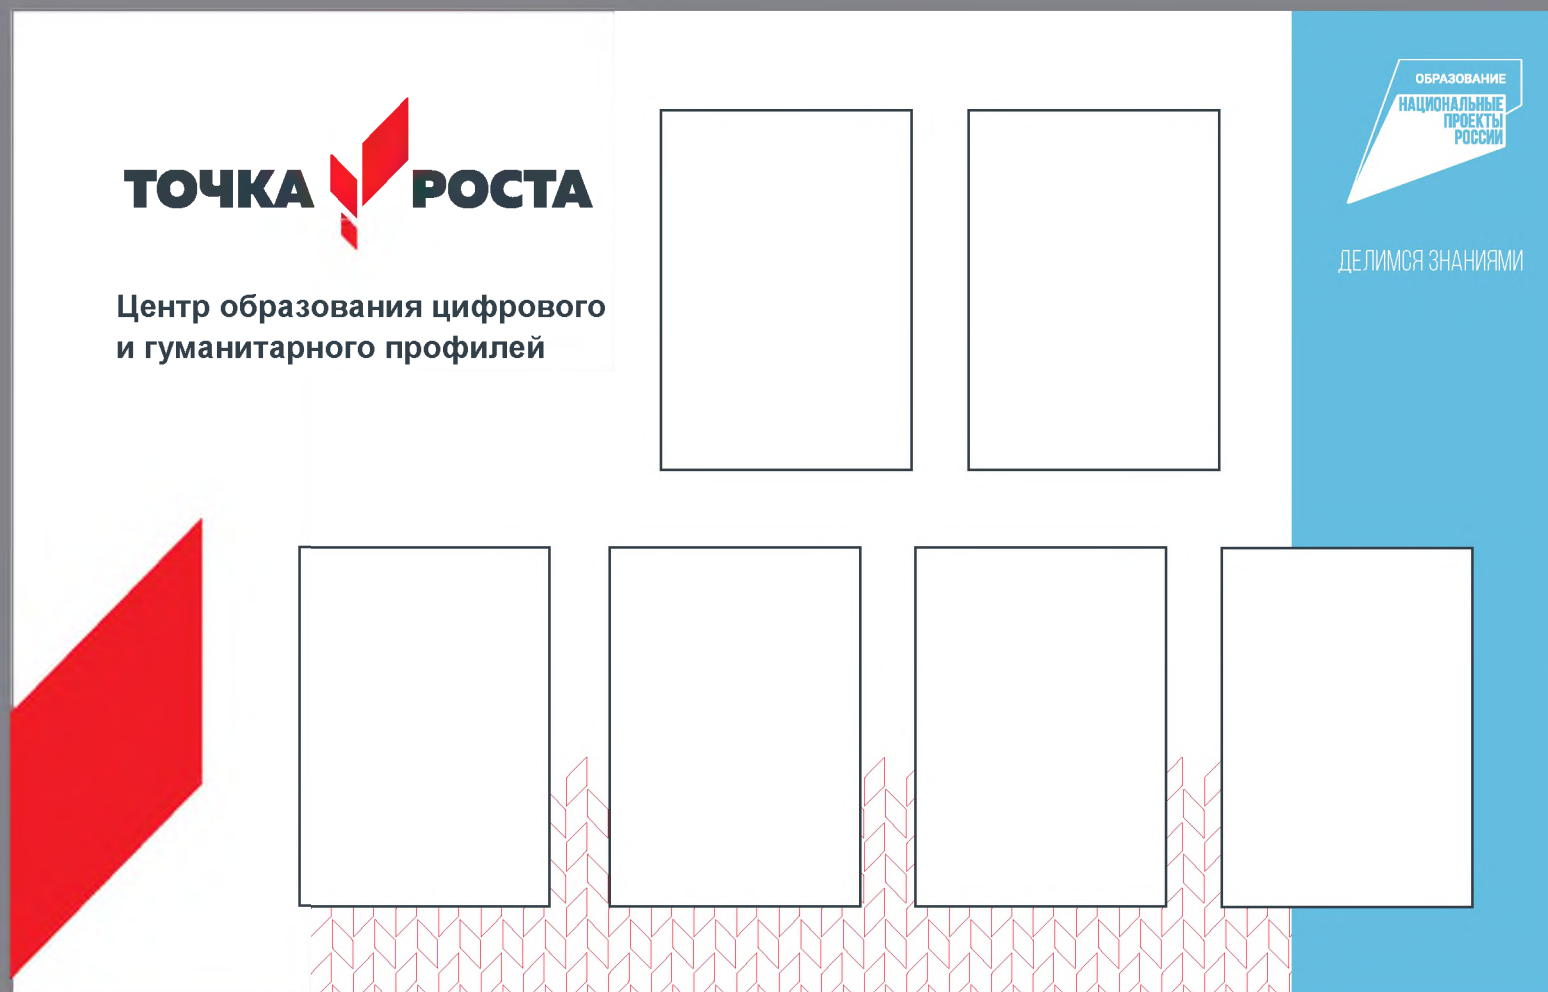 ТОЧКА РОСТА
Центр образования цифрового
и гуманитарного профилей
ОБРАЗОВАНИЕ
НАЦИОНАЛЬНЫЕ
ПРОЕКТЫ
РОССИИ
ДЕЛИМСЯ ЗНАНИЯМИ